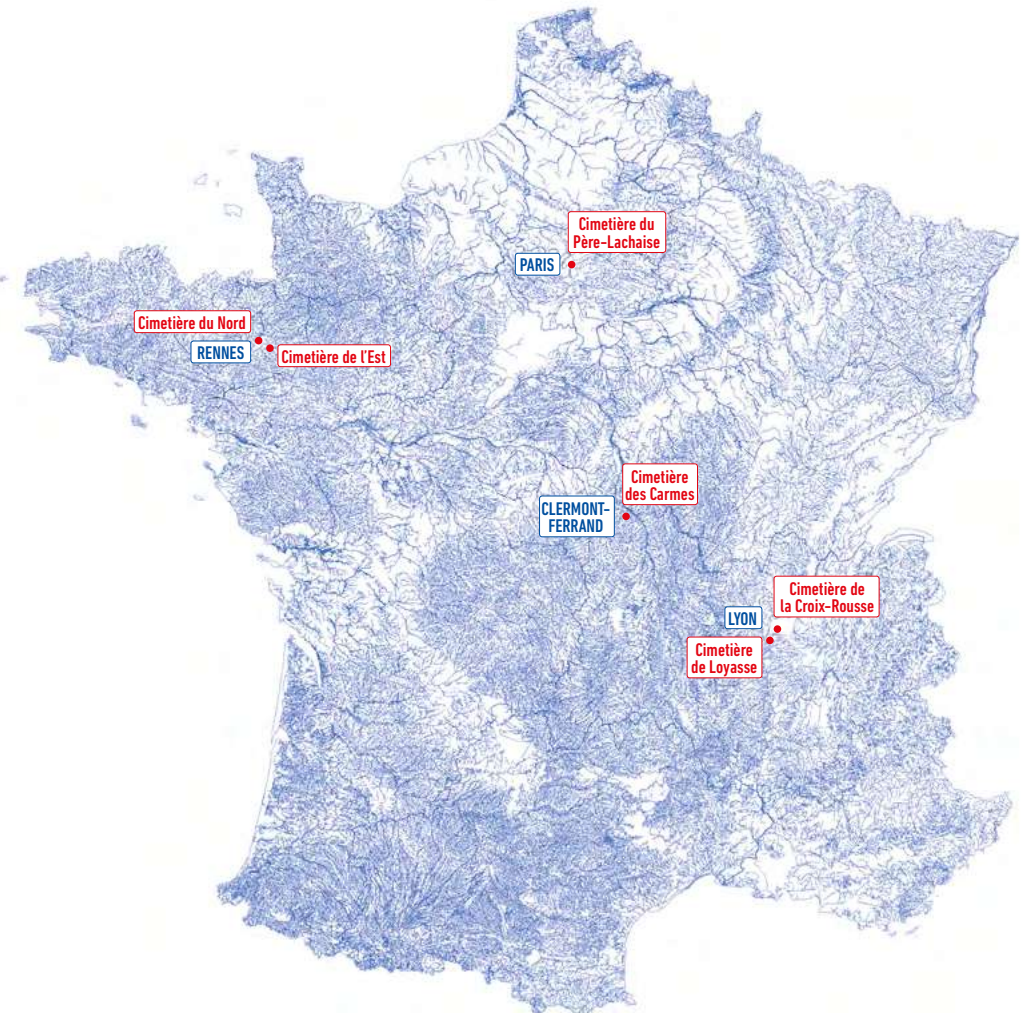 Cimetière du
Père-Lachaise
PARIS
Cimetière du Nord
RENNES
Cimetière de l'Est
Cimetière
des Carmes
CLERMONT-
FERRAND
Cimetière de
la Croix-Rousse
LYON
Cimetière
de Loyasse